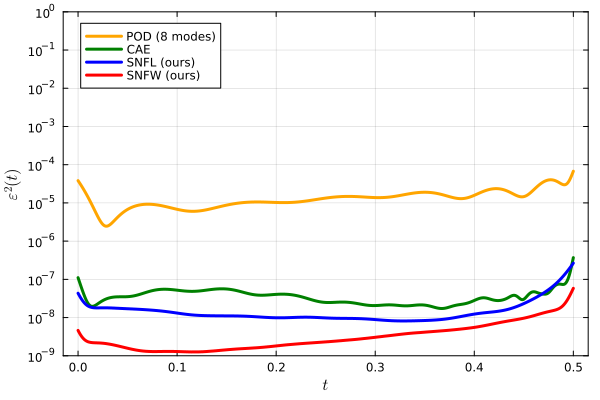 10⁰
10⁻¹
10⁻²
10⁻³
10⁻⁴
10⁻⁵
10⁻⁶
10⁻⁷
10⁻⁸
10⁻⁹
ε²(t)
POD (8 modes)
CAE
SNFL (ours)
SNFW (ours)
0.0 0.1 0.2 0.3 0.4 0.5
t